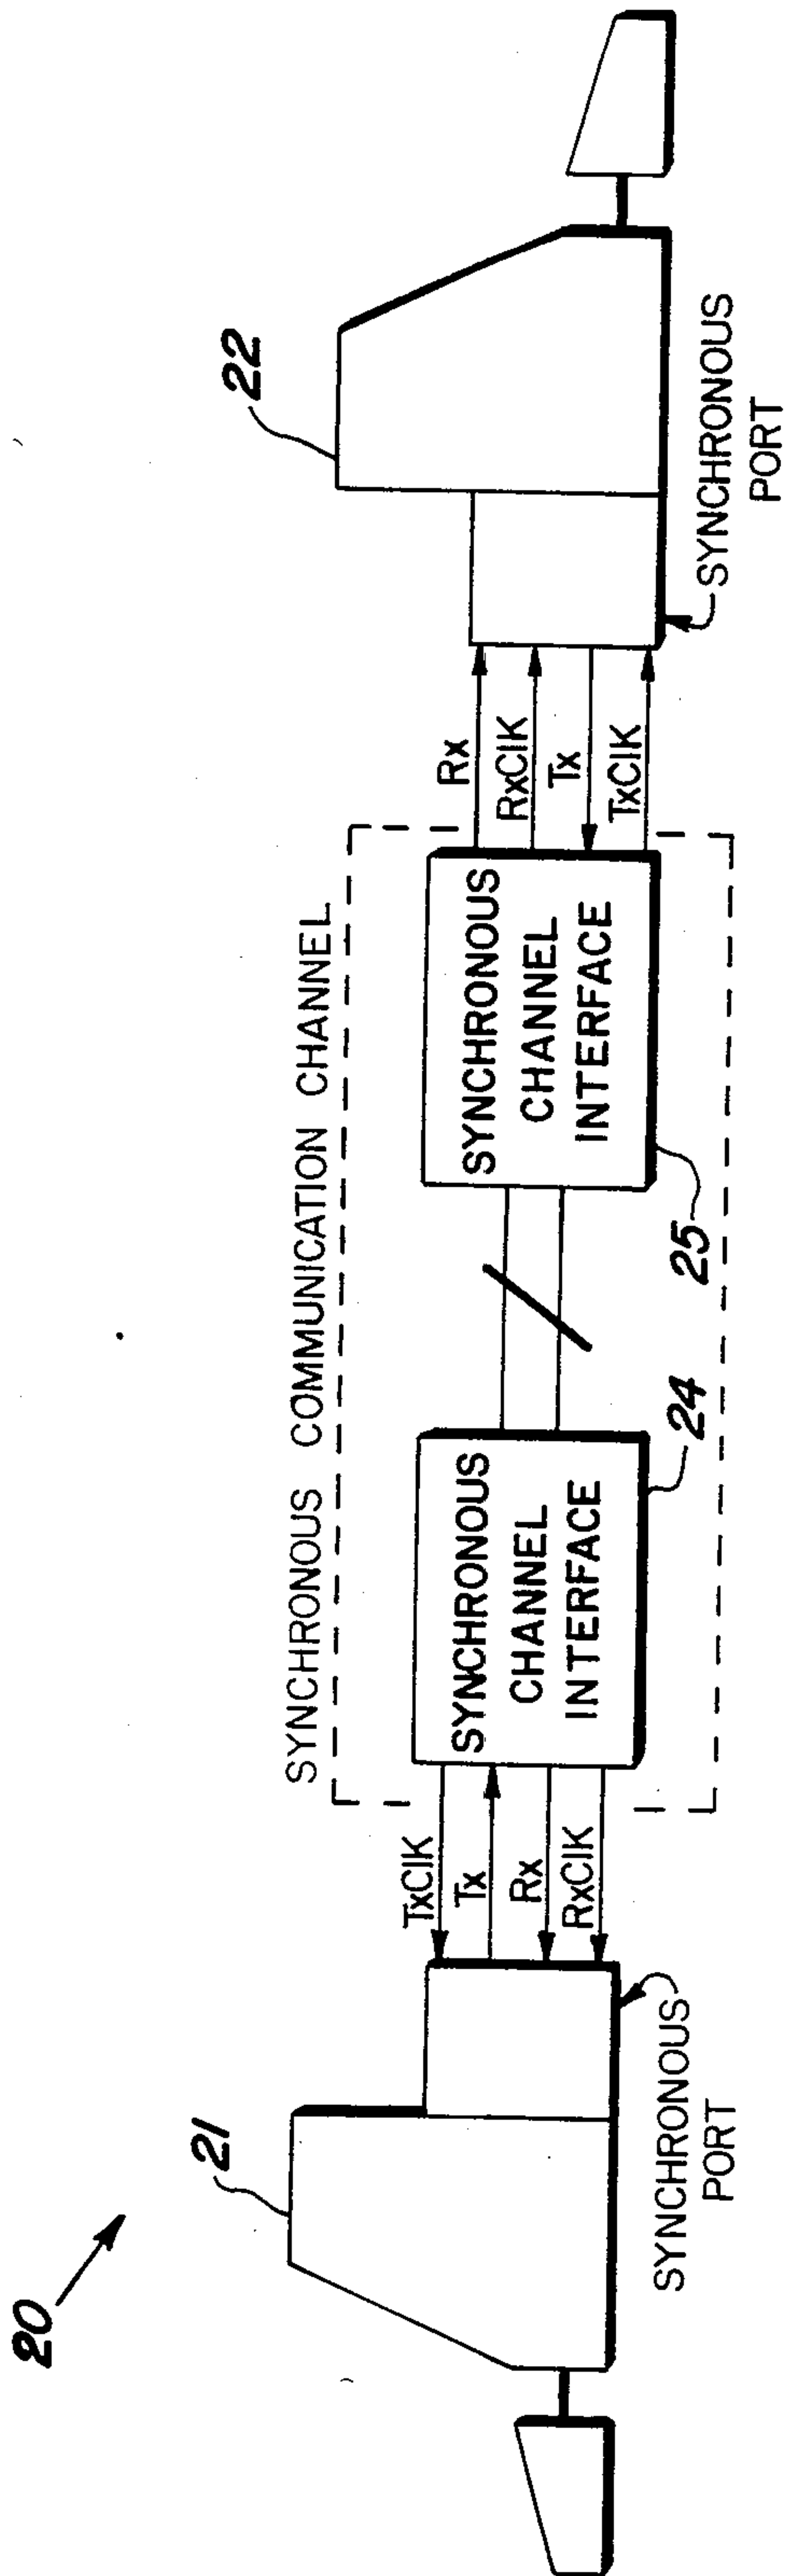 20
21
SYNCHRONOUS
PORT
TxClK
Tx
Rx
RxClK
SYNCHRONOUS COMMUNICATION CHANNEL
SYNCHRONOUS
CHANNEL
INTERFACE
24
SYNCHRONOUS
CHANNEL
INTERFACE
25
Rx
RxClK
Tx
TxClK
22
SYNCHRONOUS
PORT